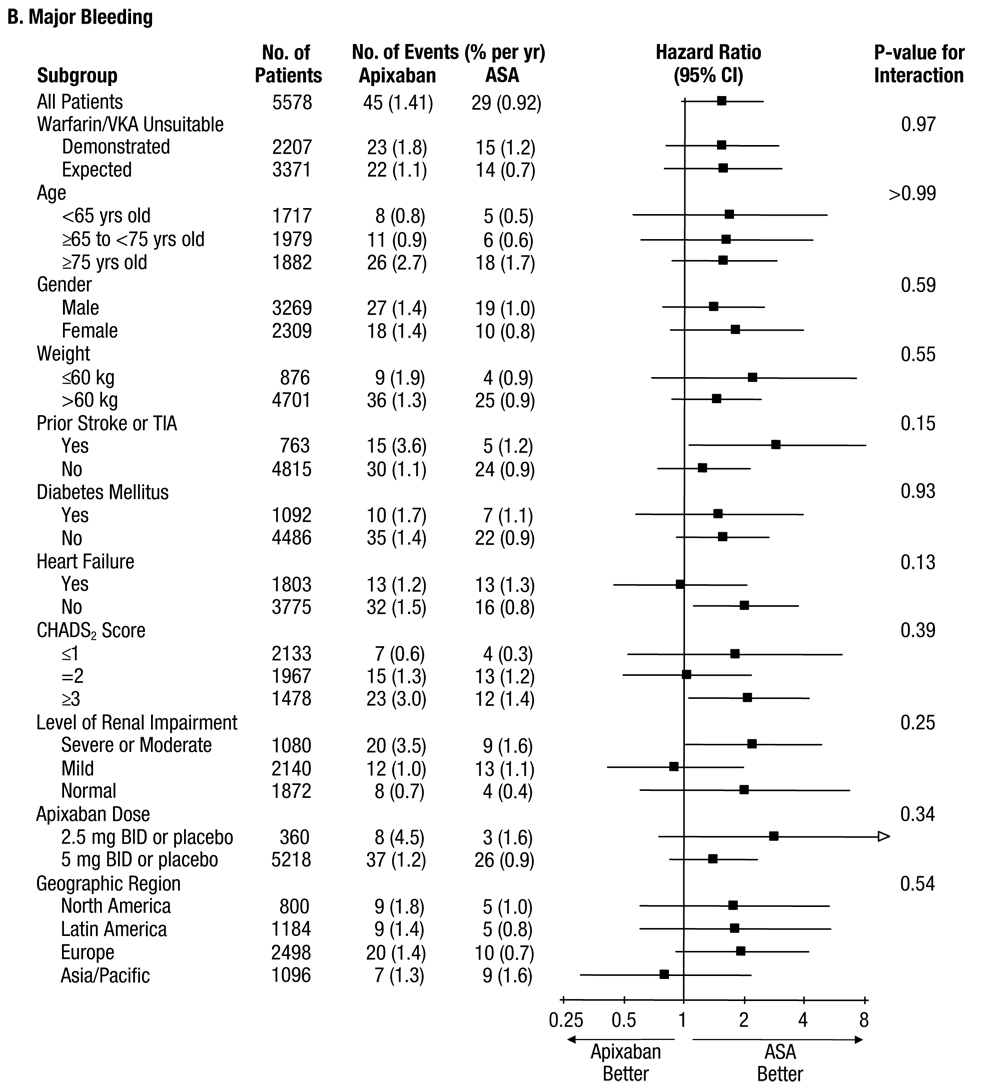 B. Major Bleeding
No. of No. of Events (% per yr) Hazard Ratio P-value for
Subgroup Patients Apixaban ASA (95% CI) Interaction
All Patients 5578 45 (1.41) 29 (0.92)
Warfarin/VKA Unsuitable 0.97
Demonstrated 2207 23 (1.8) 15 (1.2)
Expected 3371 22 (1.1) 14 (0.7)
Age >0.99
<65 yrs old 1717 8 (0.8) 5 (0.5)
≥65 to <75 yrs old 1979 11 (0.9) 6 (0.6)
≥75 yrs old 1882 26 (2.7) 18 (1.7)
Gender 0.59
Male 3269 27 (1.4) 19 (1.0)
Female 2309 18 (1.4) 10 (0.8)
Weight 0.55
≤60 kg 876 9 (1.9) 4 (0.9)
>60 kg 4701 36 (1.3) 25 (0.9)
Prior Stroke or TIA 0.15
Yes 763 15 (3.6) 5 (1.2)
No 4815 30 (1.1) 24 (0.9)
Diabetes Mellitus 0.93
Yes 1092 10 (1.7) 7 (1.1)
No 4486 35 (1.4) 22 (0.9)
Heart Failure 0.13
Yes 1803 13 (1.2) 13 (1.3)
No 3775 32 (1.5) 16 (0.8)
CHADS₂ Score 0.39
≤1 2133 7 (0.6) 4 (0.3)
=2 1967 15 (1.3) 13 (1.2)
≥3 1478 23 (3.0) 12 (1.4)
Level of Renal Impairment 0.25
Severe or Moderate 1080 20 (3.5) 9 (1.6)
Mild 2140 12 (1.0) 13 (1.1)
Normal 1872 8 (0.7) 4 (0.4)
Apixaban Dose 0.34
2.5 mg BID or placebo 360 8 (4.5) 3 (1.6)
5 mg BID or placebo 5218 37 (1.2) 26 (0.9)
Geographic Region 0.54
North America 800 9 (1.8) 5 (1.0)
Latin America 1184 9 (1.4) 5 (0.8)
Europe 2498 20 (1.4) 10 (0.7)
Asia/Pacific 1096 7 (1.3) 9 (1.6)
0.25 0.5 1 2 4 8
Apixaban ASA
Better Better